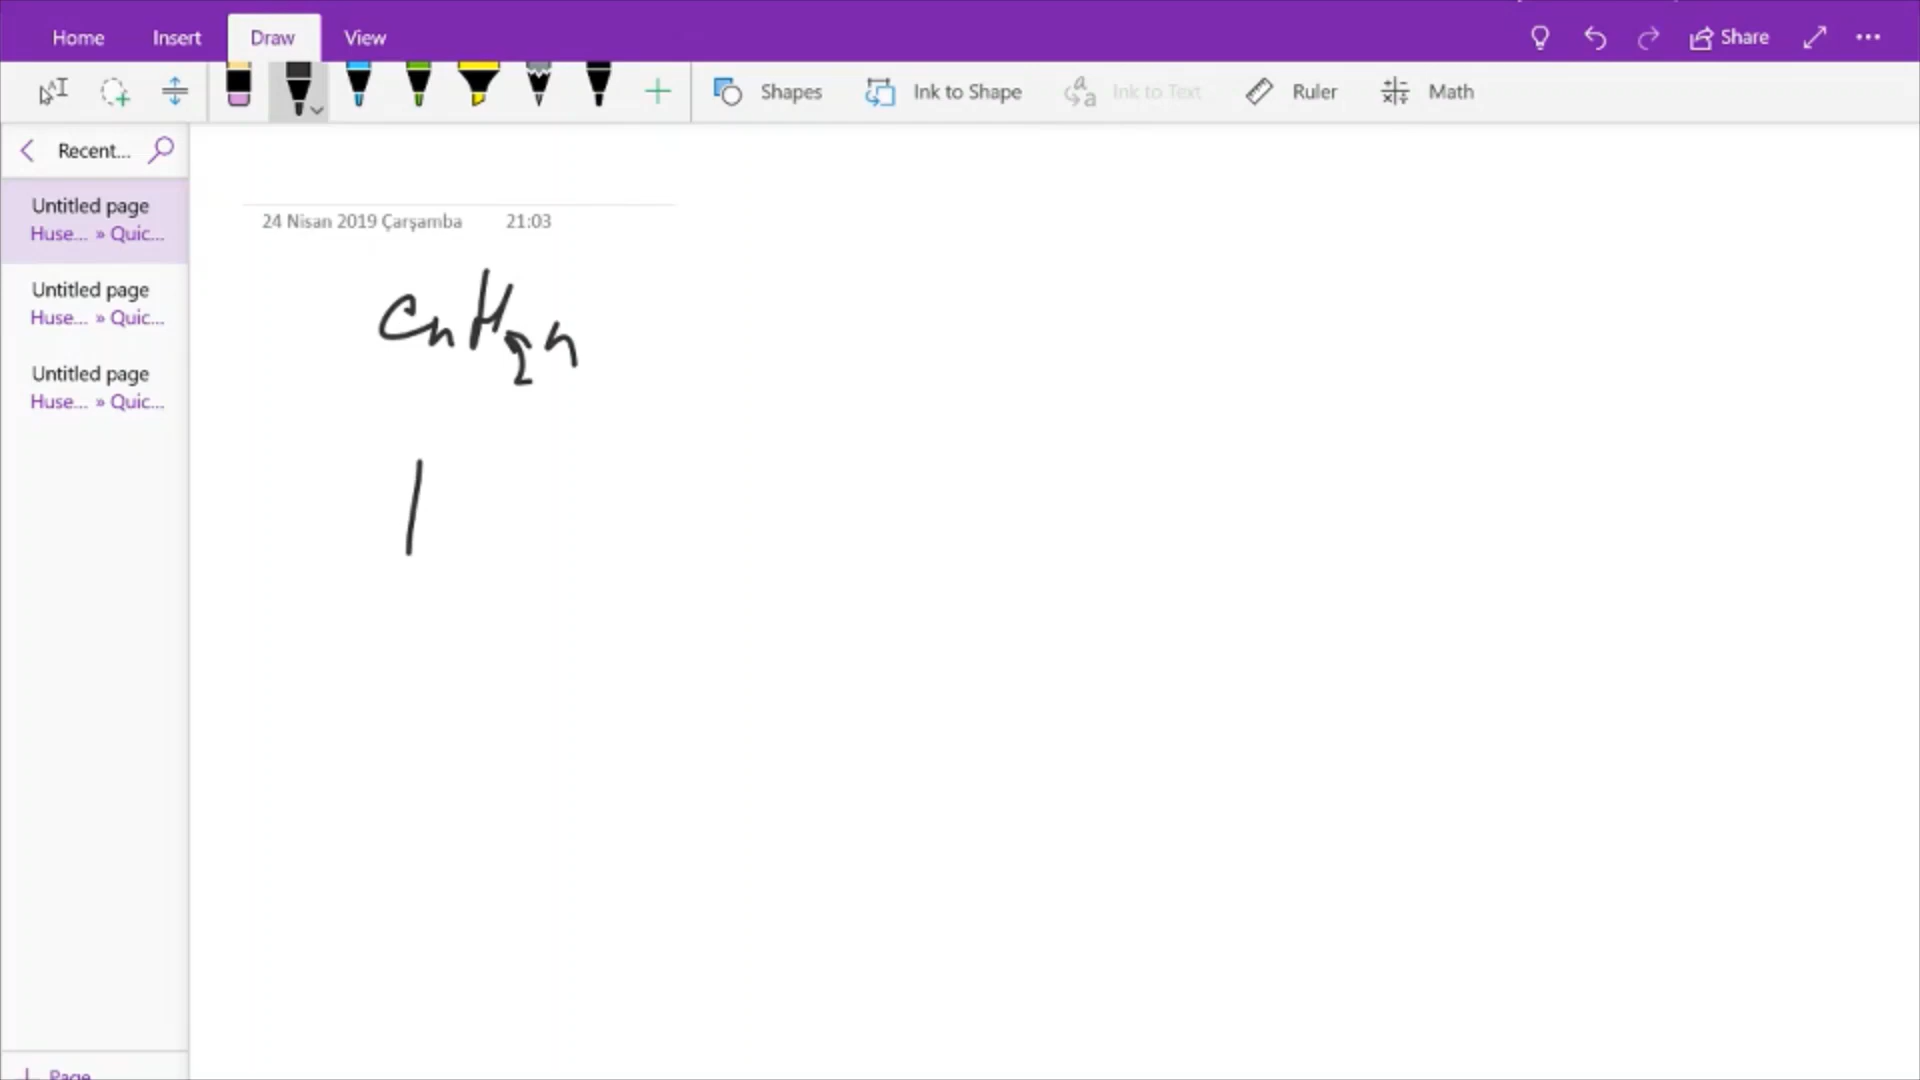 Home Insert Draw View Share
Shapes Ink to Shape Ink to Text Ruler Math
Recent...
Untitled page
Huse... » Quic...
Untitled page
Huse... » Quic...
Untitled page
Huse... » Quic...
Page
24 Nisan 2019 Çarşamba 21:03
CnH2n